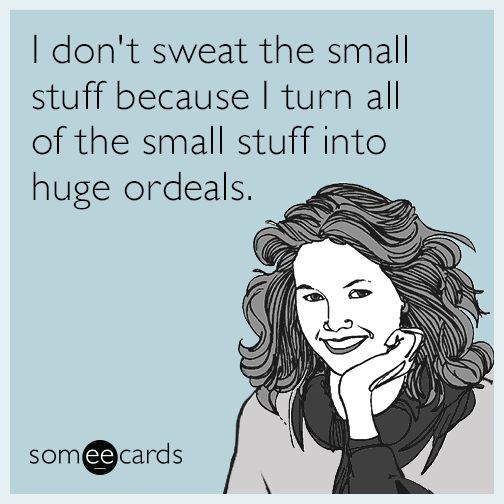 I don't sweat the small
stuff because I turn all
of the small stuff into
huge ordeals.
someecards